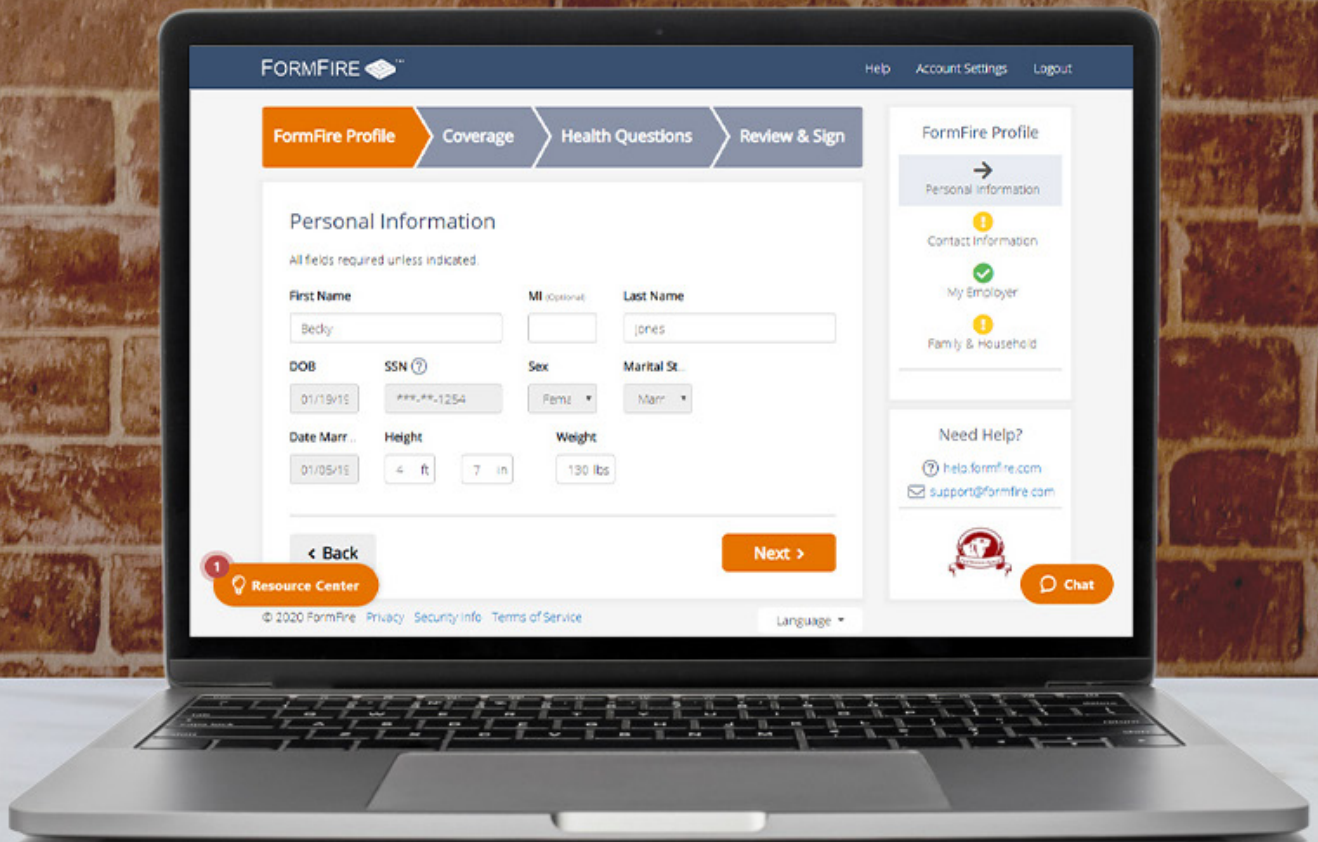 FORMFIRE
Help Account Settings Logout
FormFire Profile Coverage Health Questions Review & Sign
Personal Information
All fields required unless indicated.
First Name MI (Optional) Last Name
Becky Jones
DOB SSN ? Sex Marital St...
01/19/19 ***-**-1254 Fema Marr
Date Marr... Height Weight
01/05/19 4 ft 7 in 130 lbs
< Back Next >
1
Resource Center
© 2020 FormFire Privacy Security Info Terms of Service Language
FormFire Profile
Personal Information
!
Contact Information
My Employer
!
Family & Household
Need Help?
? help.formfire.com
support@formfire.com
Chat